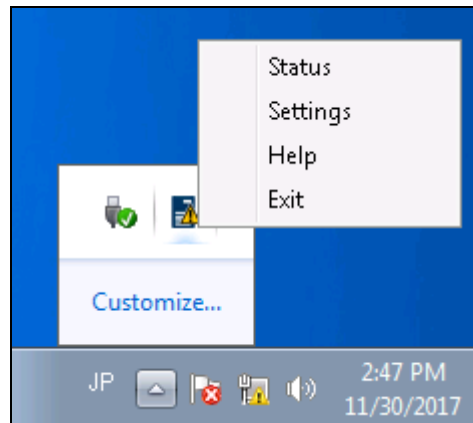 Status
Settings
Help
Exit
Customize...
JP
2:47 PM
11/30/2017